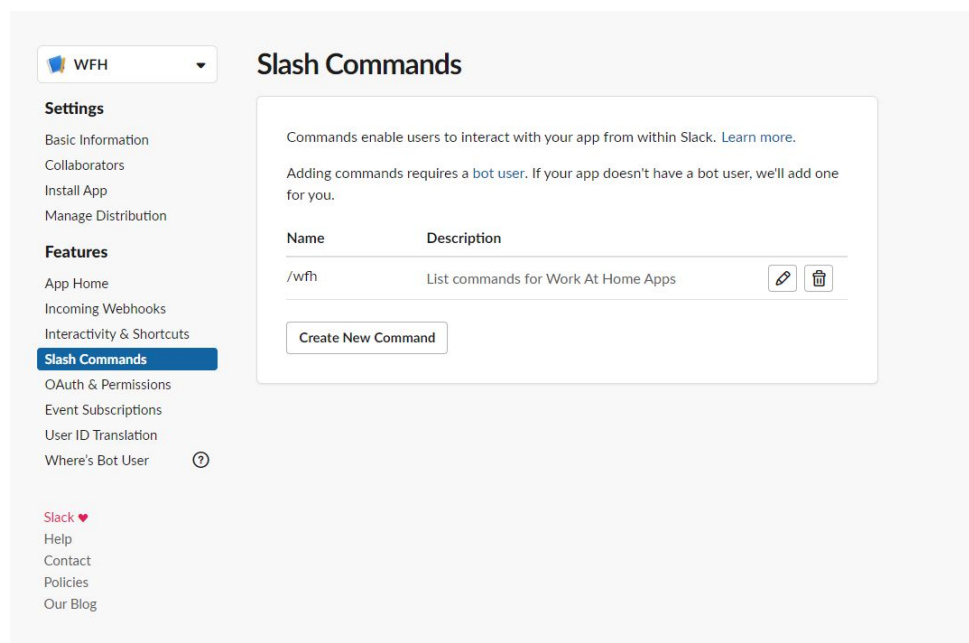 WFH
Settings
Basic Information
Collaborators
Install App
Manage Distribution
Features
App Home
Incoming Webhooks
Interactivity & Shortcuts
Slash Commands
OAuth & Permissions
Event Subscriptions
User ID Translation
Where's Bot User ?
Slack ♥
Help
Contact
Policies
Our Blog
Slash Commands
Commands enable users to interact with your app from within Slack. Learn more.
Adding commands requires a bot user. If your app doesn't have a bot user, we'll add one
for you.
Name Description
/wfh List commands for Work At Home Apps
Create New Command